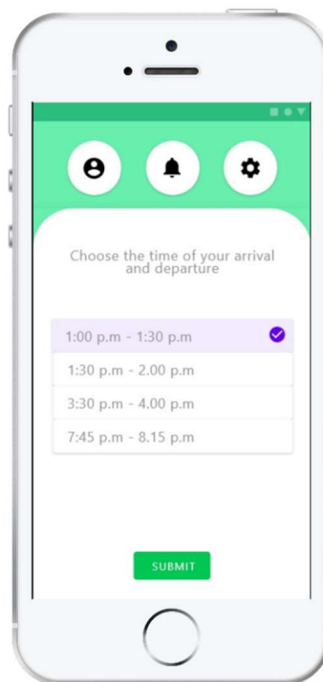 Choose the time of your arrival
and departure
1:00 p.m - 1:30 p.m
1:30 p.m - 2.00 p.m
3:30 p.m - 4.00 p.m
7:45 p.m - 8.15 p.m
SUBMIT